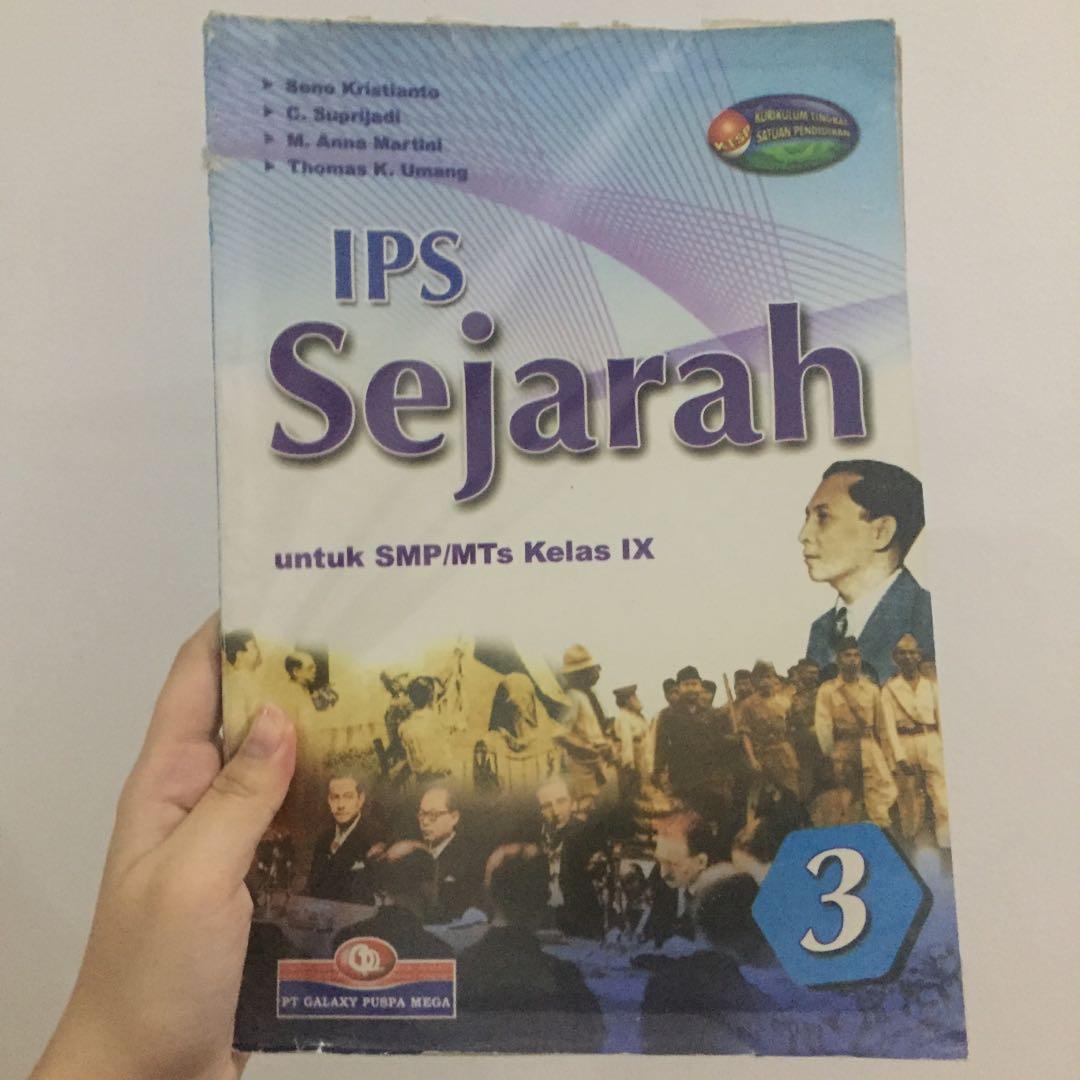 Seno Kristianto
C. Suprijadi
M. Anna Martini
Thomas K. Umang
KTSP
KURIKULUM TINGKAT
SATUAN PENDIDIKAN
IPS
Sejarah
untuk SMP/MTs Kelas IX
3
PT GALAXY PUSPA MEGA